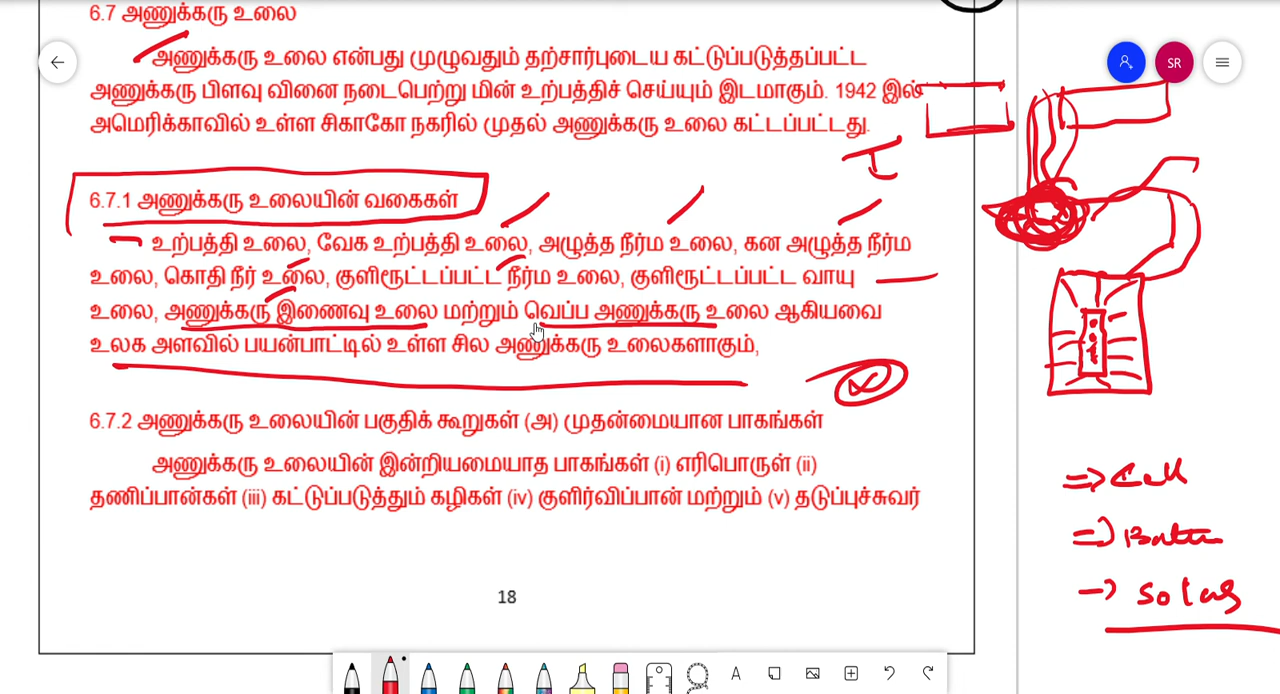 6.7 அணுக்கரு உலை
அணுக்கரு உலை என்பது முழுவதும் தற்சார்புடைய கட்டுப்படுத்தப்பட்ட
அணுக்கரு பிளவு வினை நடைபெற்று மின் உற்பத்திச் செய்யும் இடமாகும். 1942 இல்
அமெரிக்காவில் உள்ள சிகாகோ நகரில் முதல் அணுக்கரு உலை கட்டப்பட்டது.
SR
I
6.7.1 அணுக்கரு உலையின் வகைகள்
உற்பத்தி உலை, வேக உற்பத்தி உலை, அழுத்த நீர்ம உலை, கன அழுத்த நீர்ம
உலை, கொதி நீர் உலை, குளிரூட்டப்பட்ட நீர்ம உலை, குளிரூட்டப்பட்ட வாயு
உலை, அணுக்கரு இணைவு உலை மற்றும் வெப்ப அணுக்கரு உலை ஆகியவை
உலக அளவில் பயன்பாட்டில் உள்ள சில அணுக்கரு உலைகளாகும்,
6.7.2 அணுக்கரு உலையின் பகுதிக் கூறுகள் (அ) முதன்மையான பாகங்கள்
அணுக்கரு உலையின் இன்றியமையாத பாகங்கள் (i) எரிபொருள் (ii)
தணிப்பான்கள் (iii) கட்டுப்படுத்தும் கழிகள் (iv) குளிர்விப்பான் மற்றும் (v) தடுப்புச்சுவர்
18
⇒ Cell
→ Solar
A